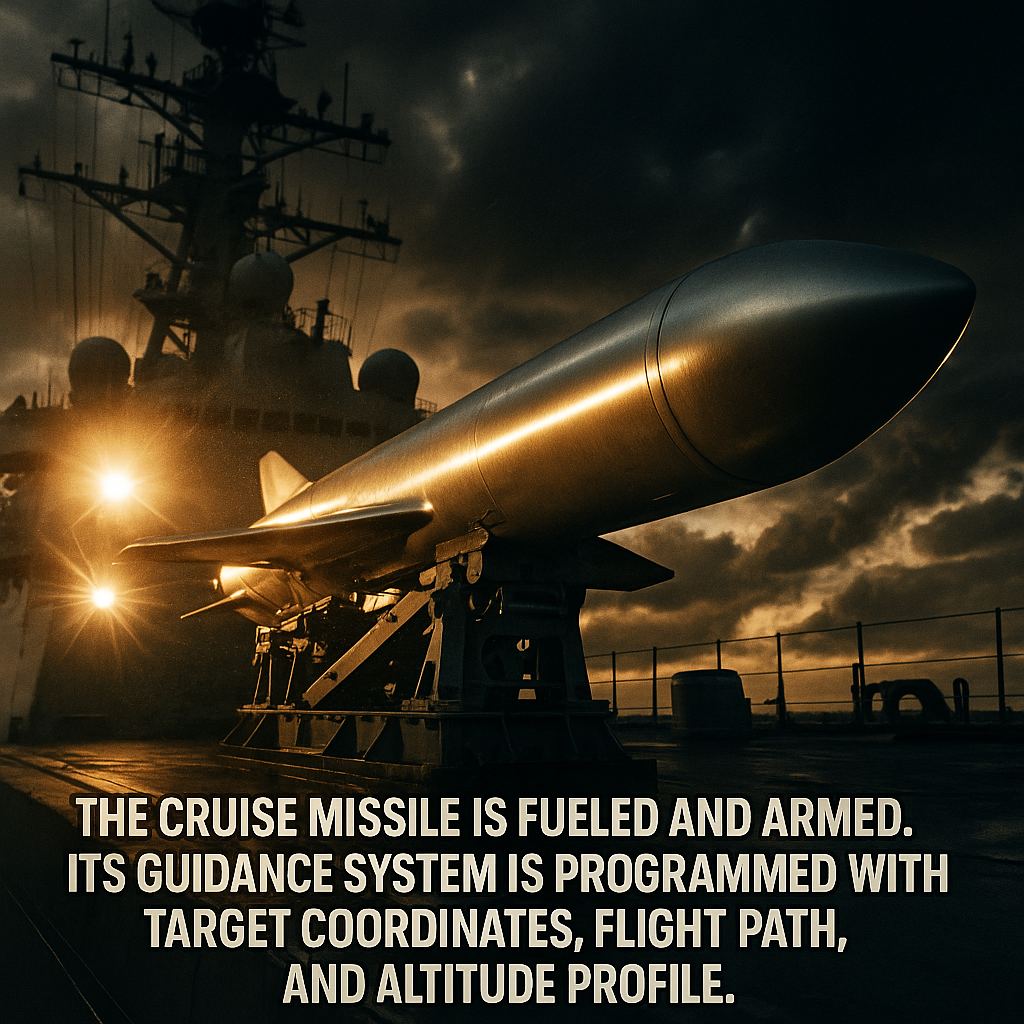 THE CRUISE MISSILE IS FUELED AND ARMED.
ITS GUIDANCE SYSTEM IS PROGRAMMED WITH
TARGET COORDINATES, FLIGHT PATH,
AND ALTITUDE PROFILE.